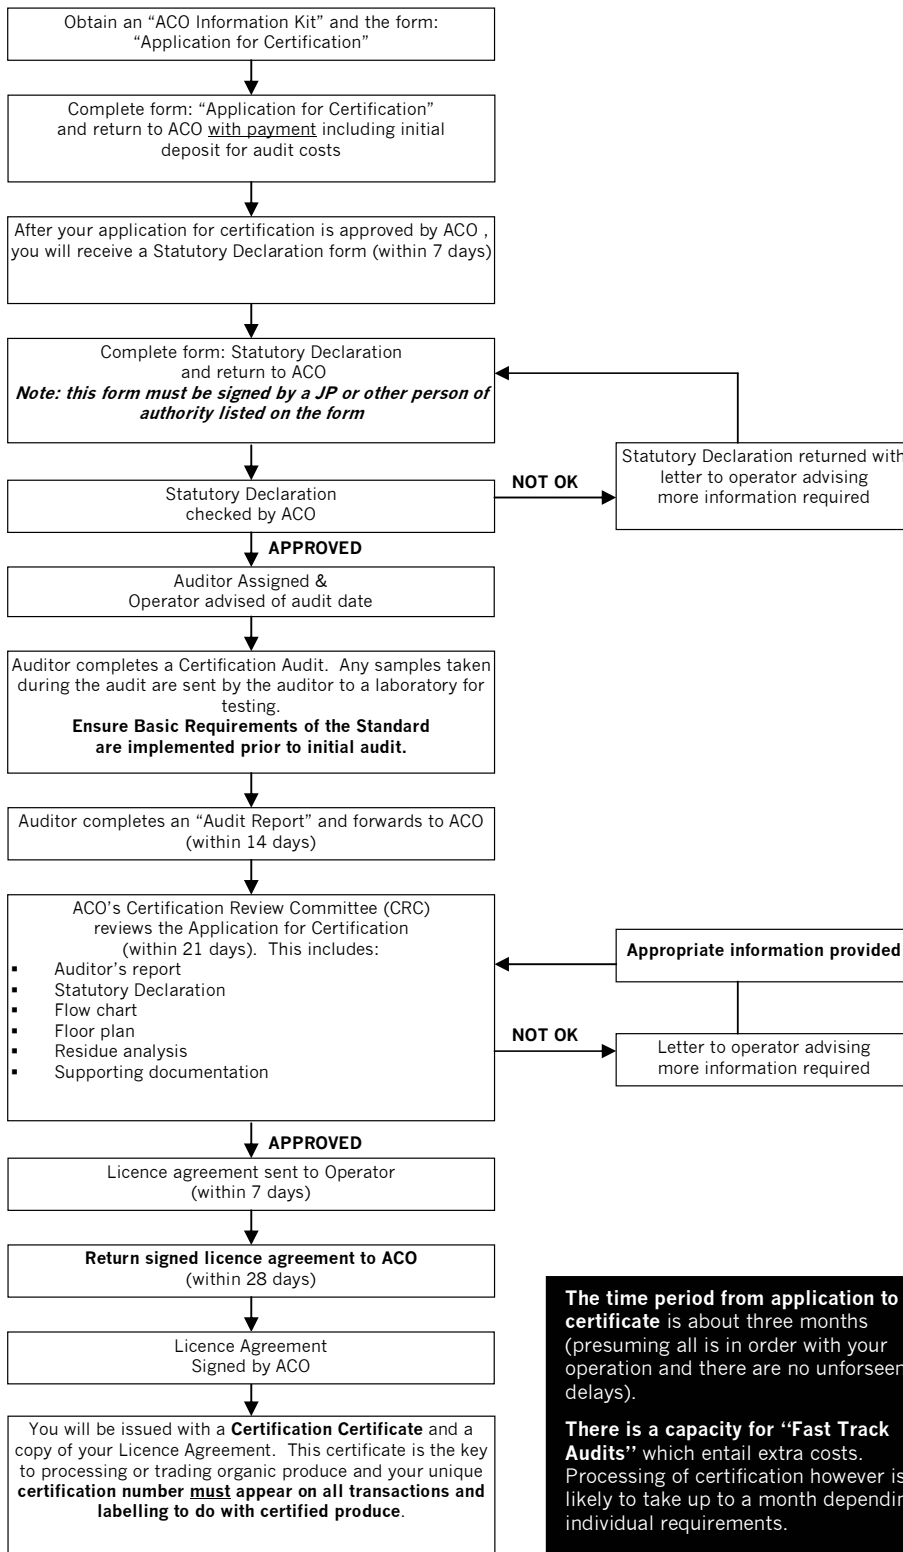 Obtain an “ACO Information Kit” and the form:
“Application for Certification”
Complete form: “Application for Certification”
and return to ACO with payment including initial
deposit for audit costs
After your application for certification is approved by ACO ,
you will receive a Statutory Declaration form (within 7 days)
Complete form: Statutory Declaration
and return to ACO
Note: this form must be signed by a JP or other person of
authority listed on the form
Statutory Declaration
checked by ACO
NOT OK
Statutory Declaration returned with
letter to operator advising
more information required
APPROVED
Auditor Assigned &
Operator advised of audit date
Auditor completes a Certification Audit.  Any samples taken
during the audit are sent by the auditor to a laboratory for
testing.
Ensure Basic Requirements of the Standard
are implemented prior to initial audit.
Auditor completes an “Audit Report” and forwards to ACO
(within 14 days)
ACO’s Certification Review Committee (CRC)
reviews the Application for Certification
(within 21 days).  This includes:
▪ Auditor’s report
▪ Statutory Declaration
▪ Flow chart
▪ Floor plan
▪ Residue analysis
▪ Supporting documentation
Appropriate information provided
NOT OK
Letter to operator advising
more information required
APPROVED
Licence agreement sent to Operator
(within 7 days)
Return signed licence agreement to ACO
(within 28 days)
Licence Agreement
Signed by ACO
You will be issued with a Certification Certificate and a
copy of your Licence Agreement.  This certificate is the key
to processing or trading organic produce and your unique
certification number must appear on all transactions and
labelling to do with certified produce.
The time period from application to
certificate is about three months
(presuming all is in order with your
operation and there are no unforseen
delays).
There is a capacity for “Fast Track
Audits” which entail extra costs.
Processing of certification however is
likely to take up to a month dependin
individual requirements.